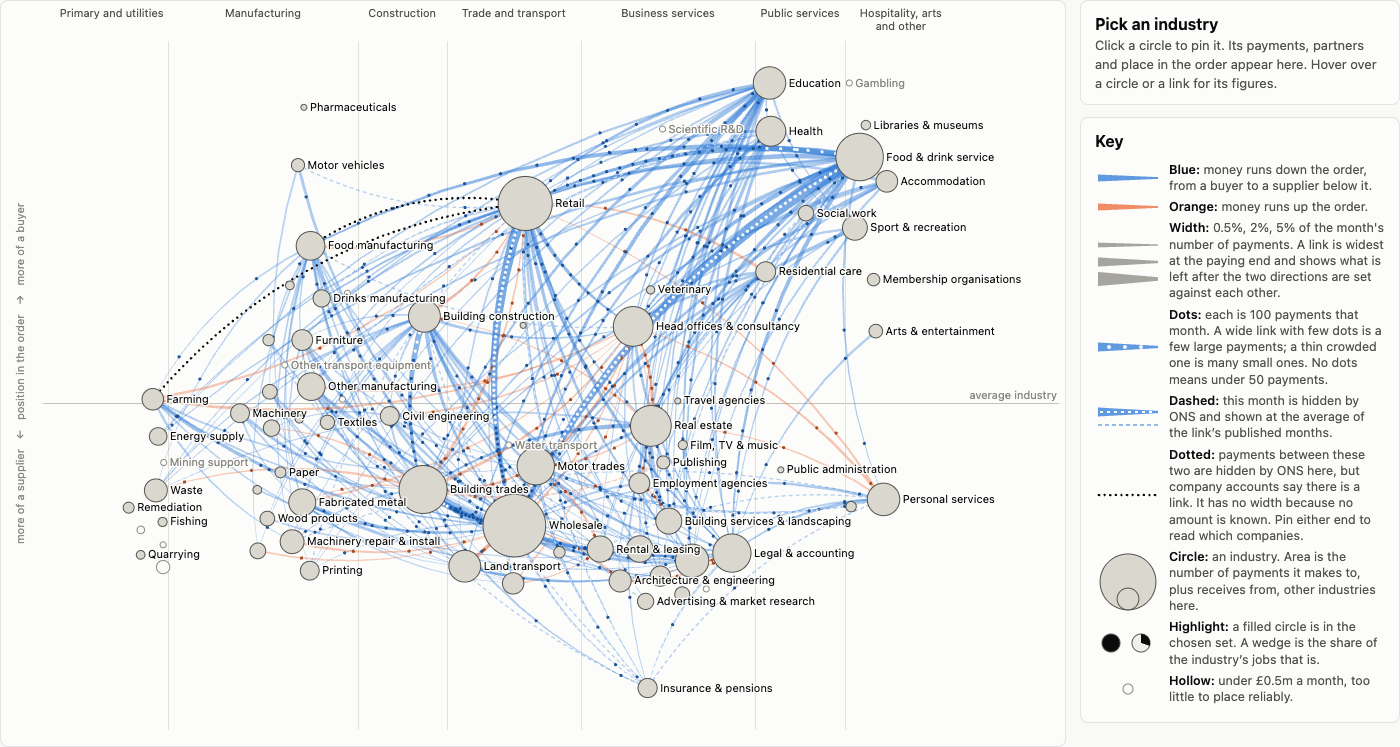 Primary and utilities
Manufacturing
Construction
Trade and transport
Business services
Public services
Hospitality, arts
and other
more of a supplier ← position in the order → more of a buyer
Education
Gambling
Pharmaceuticals
Scientific R&D
Health
Libraries & museums
Food & drink service
Motor vehicles
Accommodation
Retail
Social work
Sport & recreation
Food manufacturing
Residential care
Membership organisations
Veterinary
Drinks manufacturing
Building construction
Head offices & consultancy
Arts & entertainment
Furniture
Other transport equipment
Other manufacturing
average industry
Farming
Travel agencies
Machinery
Textiles
Civil engineering
Real estate
Energy supply
Water transport
Film, TV & music
Mining support
Motor trades
Publishing
Public administration
Paper
Employment agencies
Waste
Building trades
Personal services
Fabricated metal
Remediation
Fishing
Wood products
Wholesale
Building services & landscaping
Machinery repair & install
Rental & leasing
Quarrying
Legal & accounting
Land transport
Printing
Architecture & engineering
Advertising & market research
Insurance & pensions
Pick an industry
Click a circle to pin it. Its payments, partners
and place in the order appear here. Hover over
a circle or a link for its figures.
Key
Blue: money runs down the order,
from a buyer to a supplier below it.
Orange: money runs up the order.
Width: 0.5%, 2%, 5% of the month's
number of payments. A link is widest
at the paying end and shows what is
left after the two directions are set
against each other.
Dots: each is 100 payments that
month. A wide link with few dots is a
few large payments; a thin crowded
one is many small ones. No dots
means under 50 payments.
Dashed: this month is hidden by
ONS and shown at the average of
the link's published months.
Dotted: payments between these
two are hidden by ONS here, but
company accounts say there is a
link. It has no width because no
amount is known. Pin either end to
read which companies.
Circle: an industry. Area is the
number of payments it makes to,
plus receives from, other industries
here.
Highlight: a filled circle is in the
chosen set. A wedge is the share of
the industry's jobs that is.
Hollow: under £0.5m a month, too
little to place reliably.